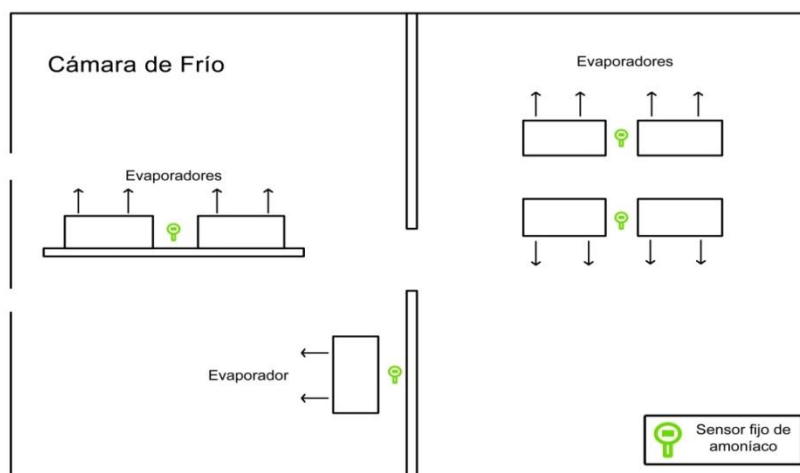 Cámara de Frío
Evaporadores
Evaporadores
Evaporador
Sensor fijo de
amoníaco